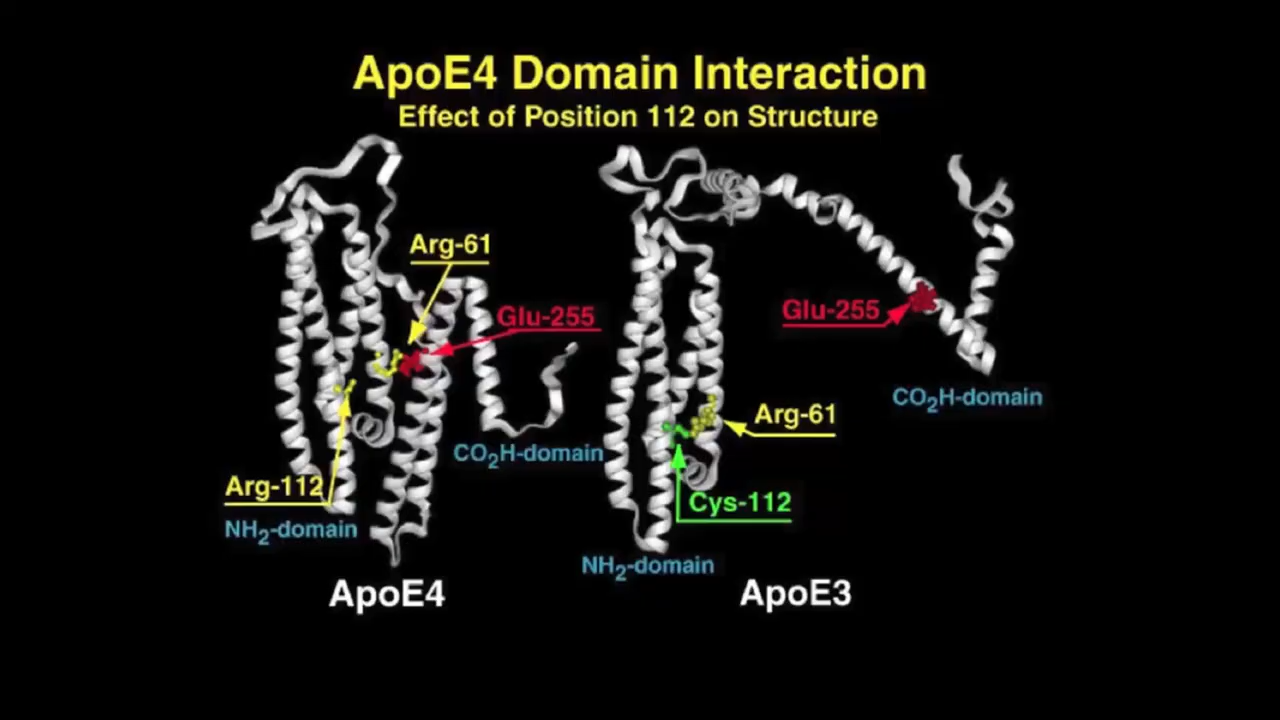 ApoE4 Domain Interaction
Effect of Position 112 on Structure
Arg-61
Glu-255
Arg-112
NH₂-domain
CO₂H-domain
ApoE4
Glu-255
CO₂H-domain
Arg-61
Cys-112
NH₂-domain
ApoE3